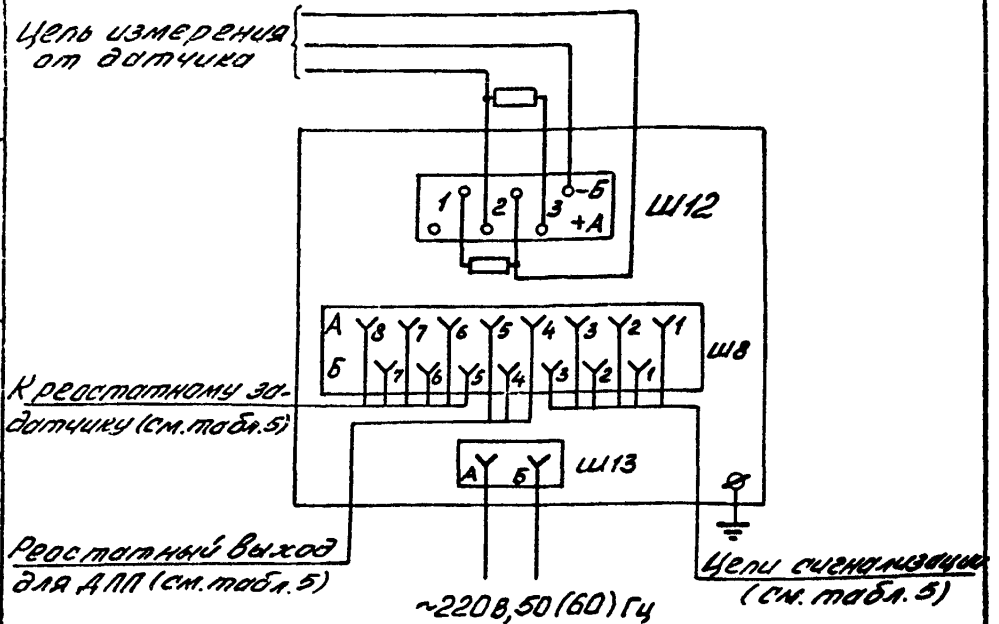 Цепь измерения
от датчика
1 2 3 -Б
+А
Ш12
А 8 7 6 5 4 3 2 1
Ш8
Б 7 6 5 4 3 2 1
К реостатному за-
датчику (см. табл. 5)
А Б
Ш13
Реостатный выход
для ДПП (см. табл. 5)
Цепи сигнализации
(см. табл. 5)
~220В, 50 (60) Гц